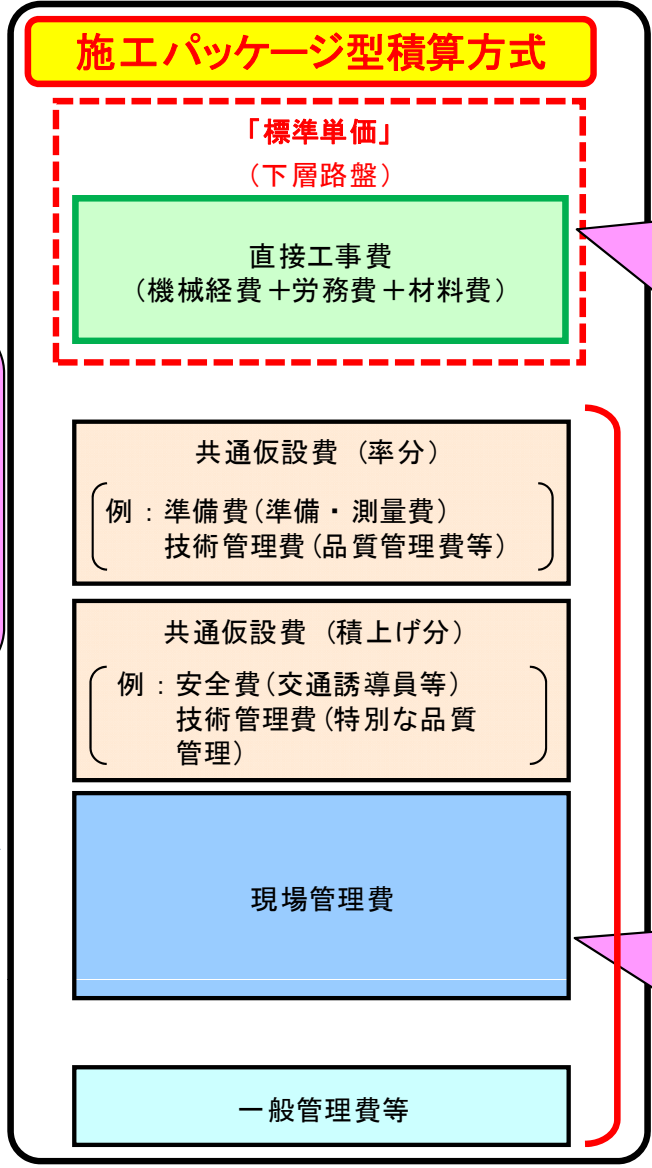 施工パッケージ型積算方式
「標準単価」
（下層路盤）
直接工事費
（機械経費＋労務費＋材料費）
共通仮設費（率分）
例：準備費（準備・測量費）
技術管理費（品質管理費等）
共通仮設費（積上げ分）
例：安全費（交通誘導員等）
技術管理費（特別な品質
管理）
現場管理費
一般管理費等